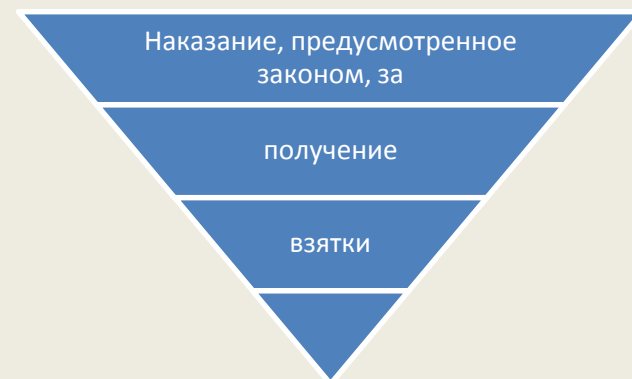 Наказание, предусмотренное
законом, за
получение
взятки